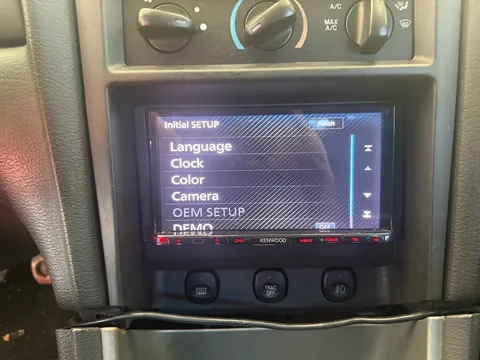 A/C
MAX
A/C
Initial SETUP
Finish
Language
Clock
Color
Camera
OEM SETUP
DEMO
KENWOOD
TRAC
OFF